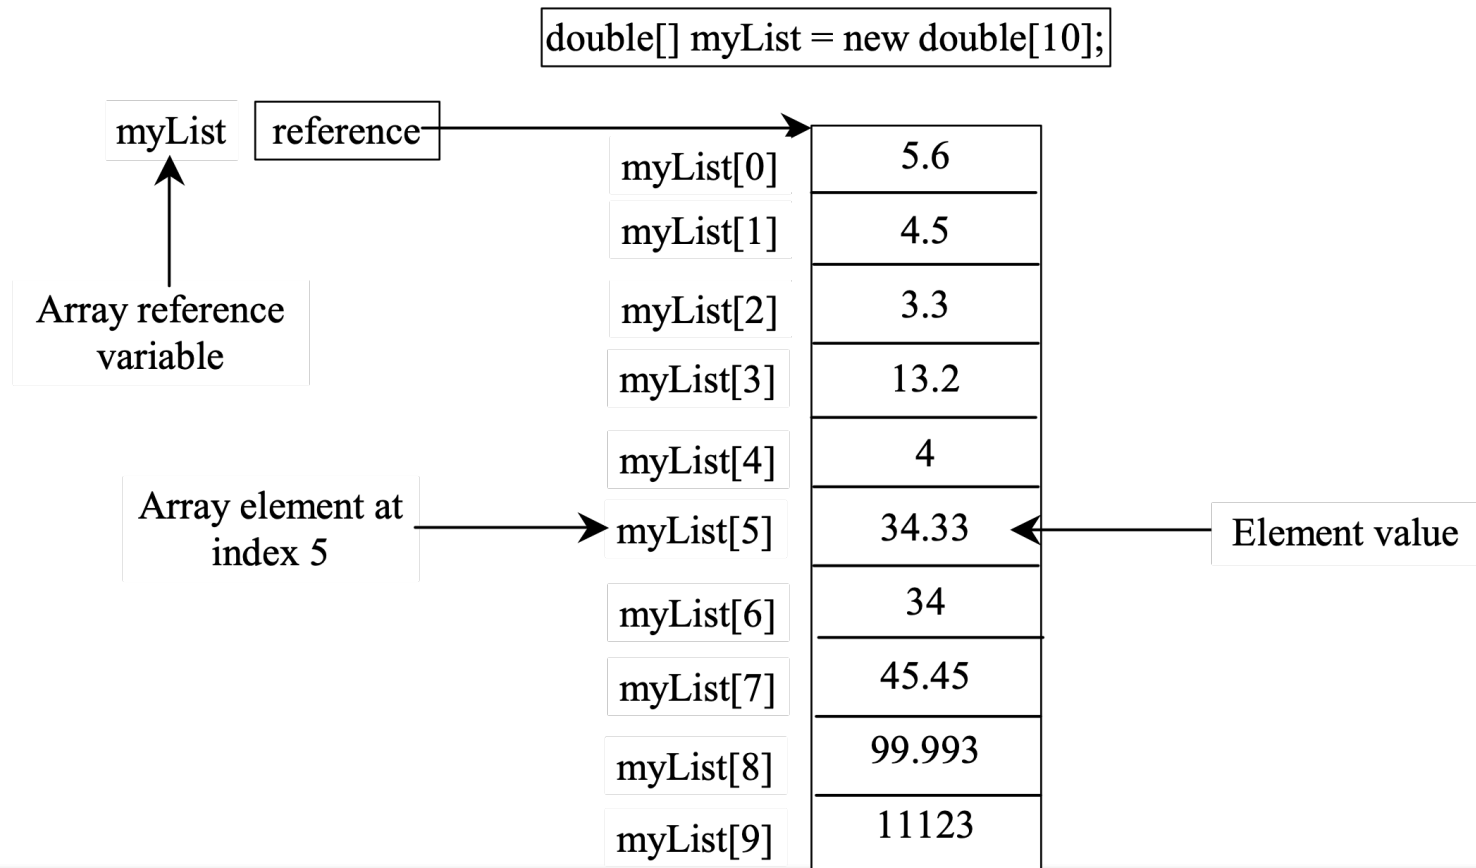 double[] myList = new double[10];
myList
reference
myList[0]
5.6
myList[1]
4.5
Array reference
variable
myList[2]
3.3
myList[3]
13.2
myList[4]
4
Array element at
index 5
myList[5]
34.33
Element value
myList[6]
34
myList[7]
45.45
myList[8]
99.993
myList[9]
11123